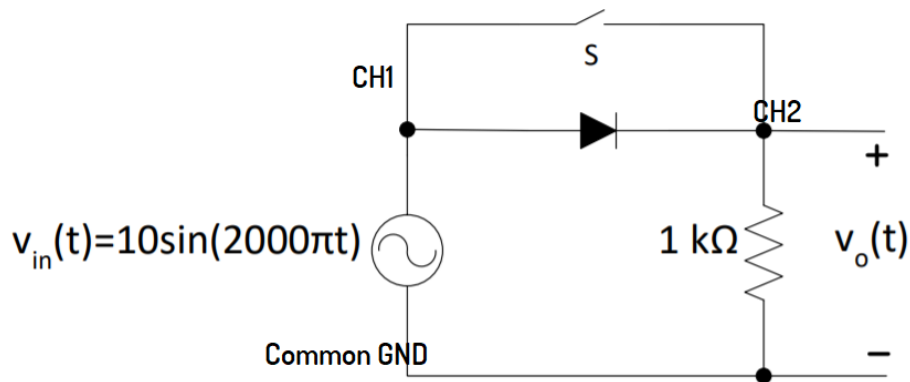 S
CH1
CH2
+
v_in(t)=10sin(2000πt)
1 kΩ
v_o(t)
Common GND
−